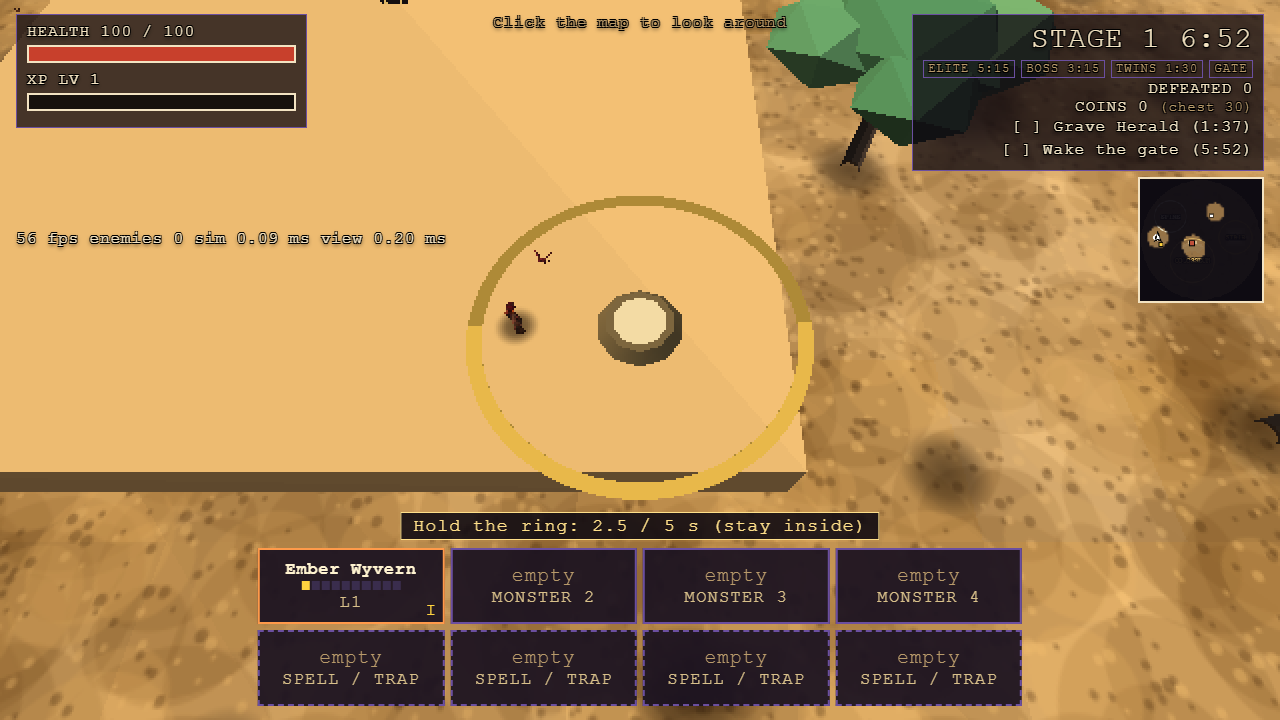 HEALTH 100 / 100
XP LV 1
Click the map to look around
STAGE 1 6:52
ELITE 5:15 BOSS 3:15 TWINS 1:30 GATE
DEFEATED 0
COINS 0 (chest 30)
[ ] Grave Herald (1:37)
[ ] Wake the gate (5:52)
56 fps enemies 0 sim 0.09 ms view 0.20 ms
Hold the ring: 2.5 / 5 s (stay inside)
Ember Wyvern
L1
I
empty
MONSTER 2
empty
MONSTER 3
empty
MONSTER 4
empty
SPELL / TRAP
empty
SPELL / TRAP
empty
SPELL / TRAP
empty
SPELL / TRAP